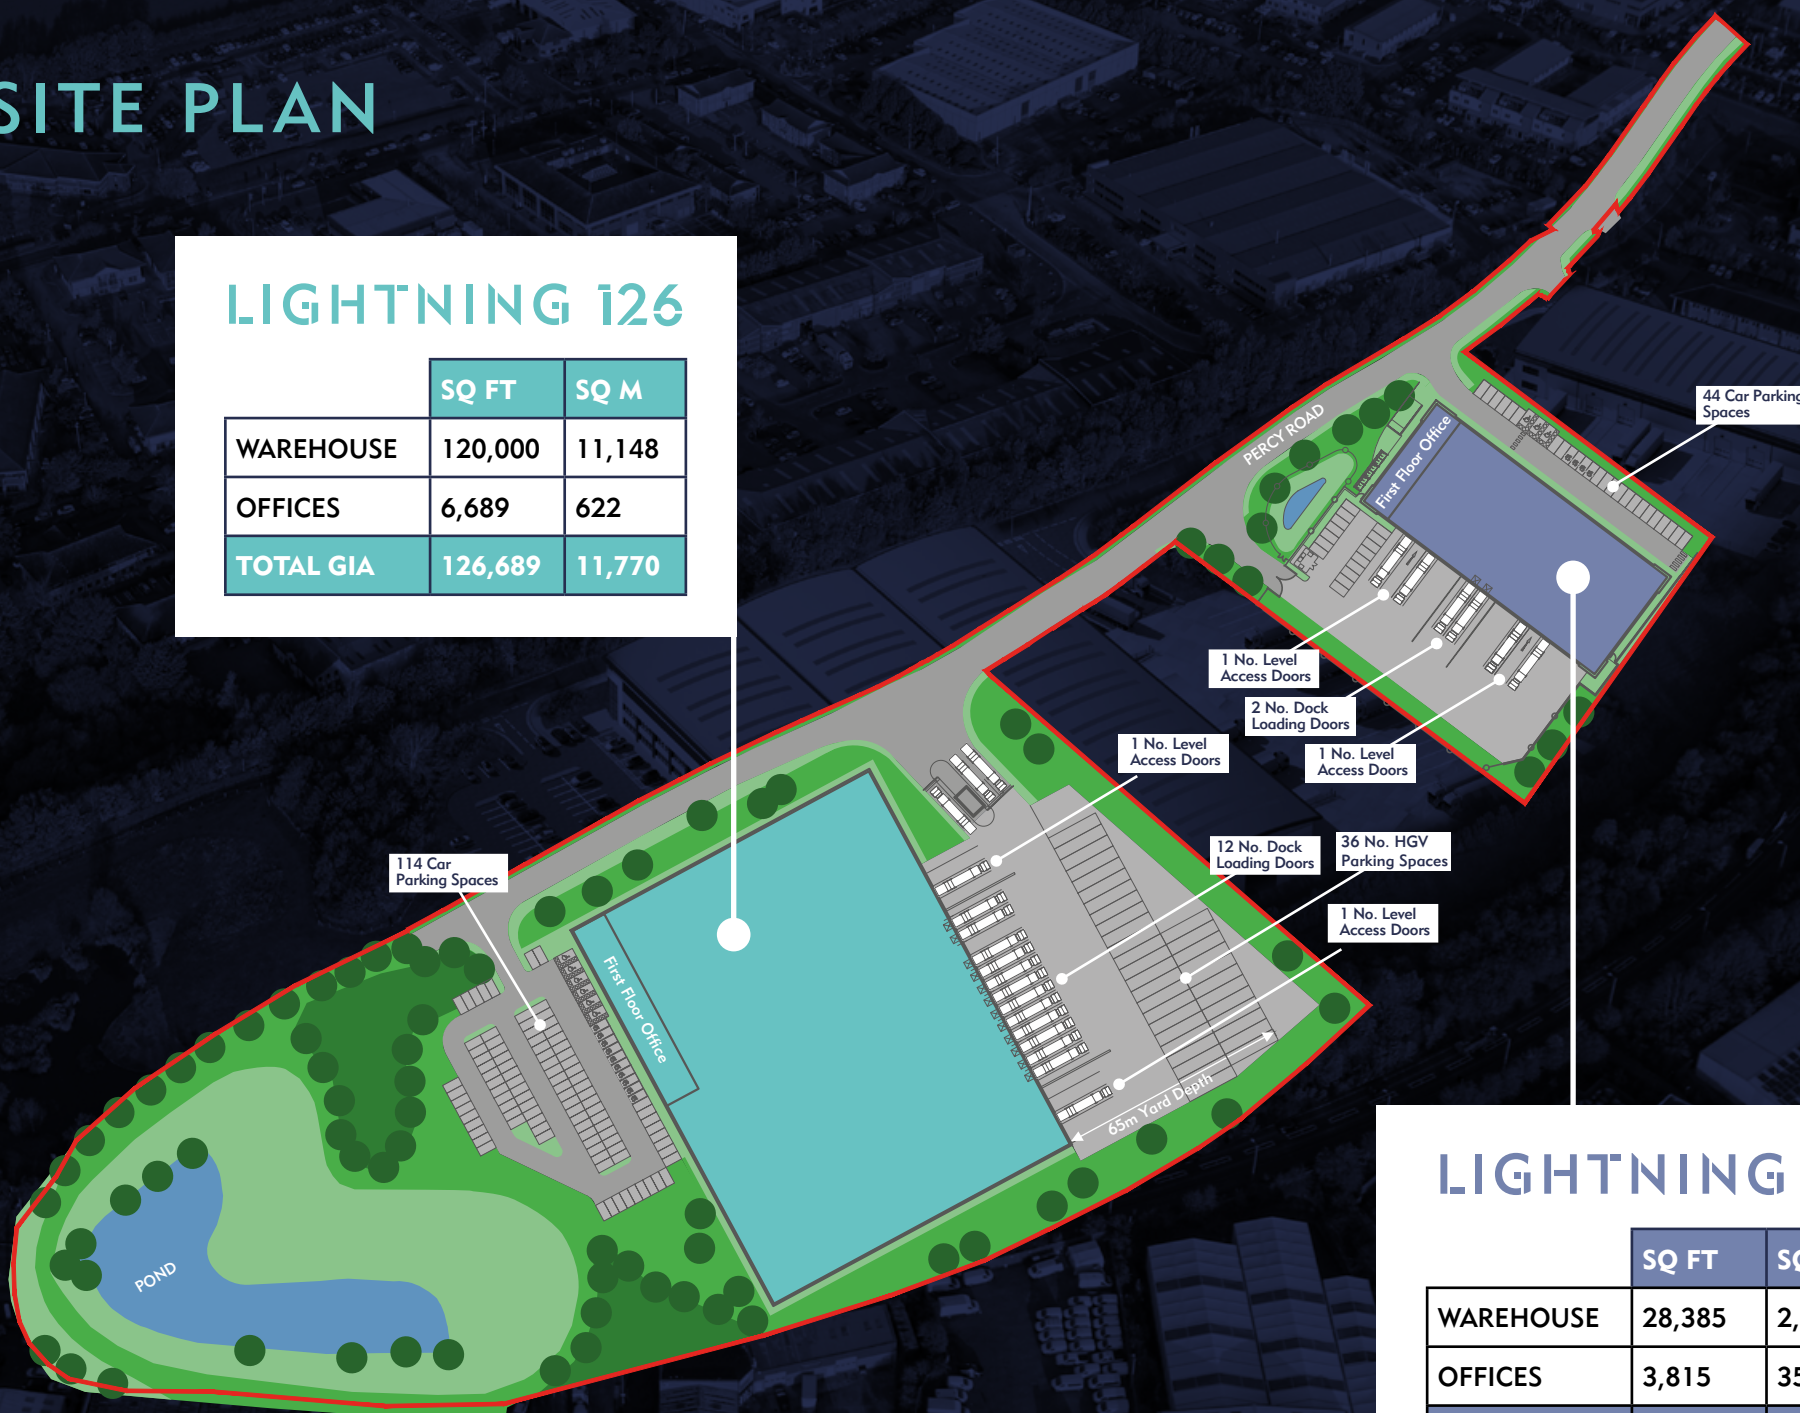 SITE PLAN
LIGHTNING 126
SQ FT SQ M
WAREHOUSE 120,000 11,148
OFFICES 6,689 622
TOTAL GIA 126,689 11,770
44 Car Parking
Spaces
PERCY ROAD
First Floor Office
1 No. Level
Access Doors
2 No. Dock
Loading Doors
1 No. Level
Access Doors
1 No. Level
Access Doors
12 No. Dock
Loading Doors
36 No. HGV
Parking Spaces
1 No. Level
Access Doors
114 Car
Parking Spaces
First Floor Office
65m Yard Depth
POND
LIGHTNING
SQ FT
WAREHOUSE 28,385
OFFICES 3,815